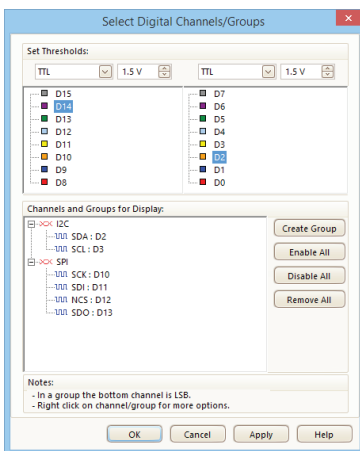 Select Digital Channels/Groups
Set Thresholds:
TTL 1.5 V TTL 1.5 V
D15
D14
D13
D12
D11
D10
D9
D8
D7
D6
D5
D4
D3
D2
D1
D0
Channels and Groups for Display:
I2C
SDA : D2
SCL : D3
SPI
SCK : D10
SDI : D11
NCS : D12
SDO : D13
Create Group
Enable All
Disable All
Remove All
Notes:
- In a group the bottom channel is LSB.
- Right click on channel/group for more options.
OK Cancel Apply Help